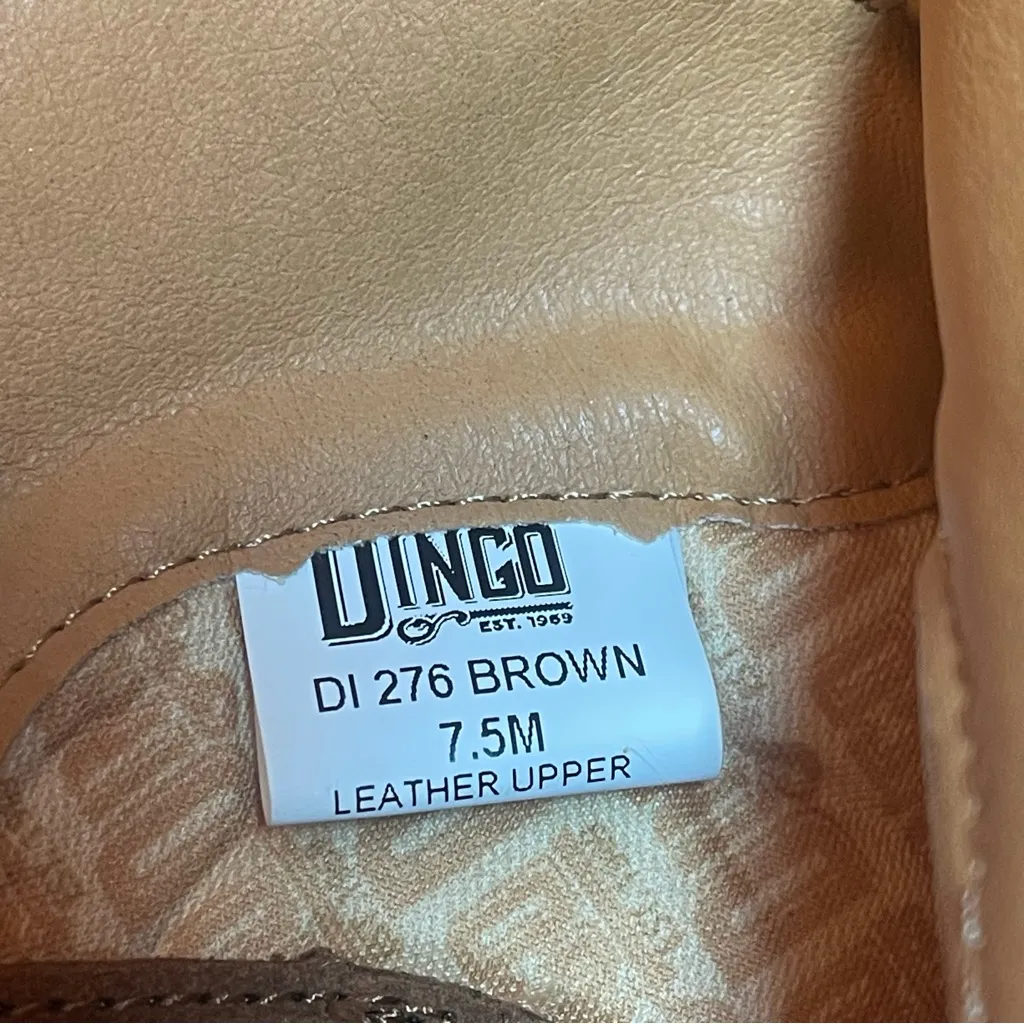 DINGO
EST. 1969
DI 276 BROWN
7.5M
LEATHER UPPER